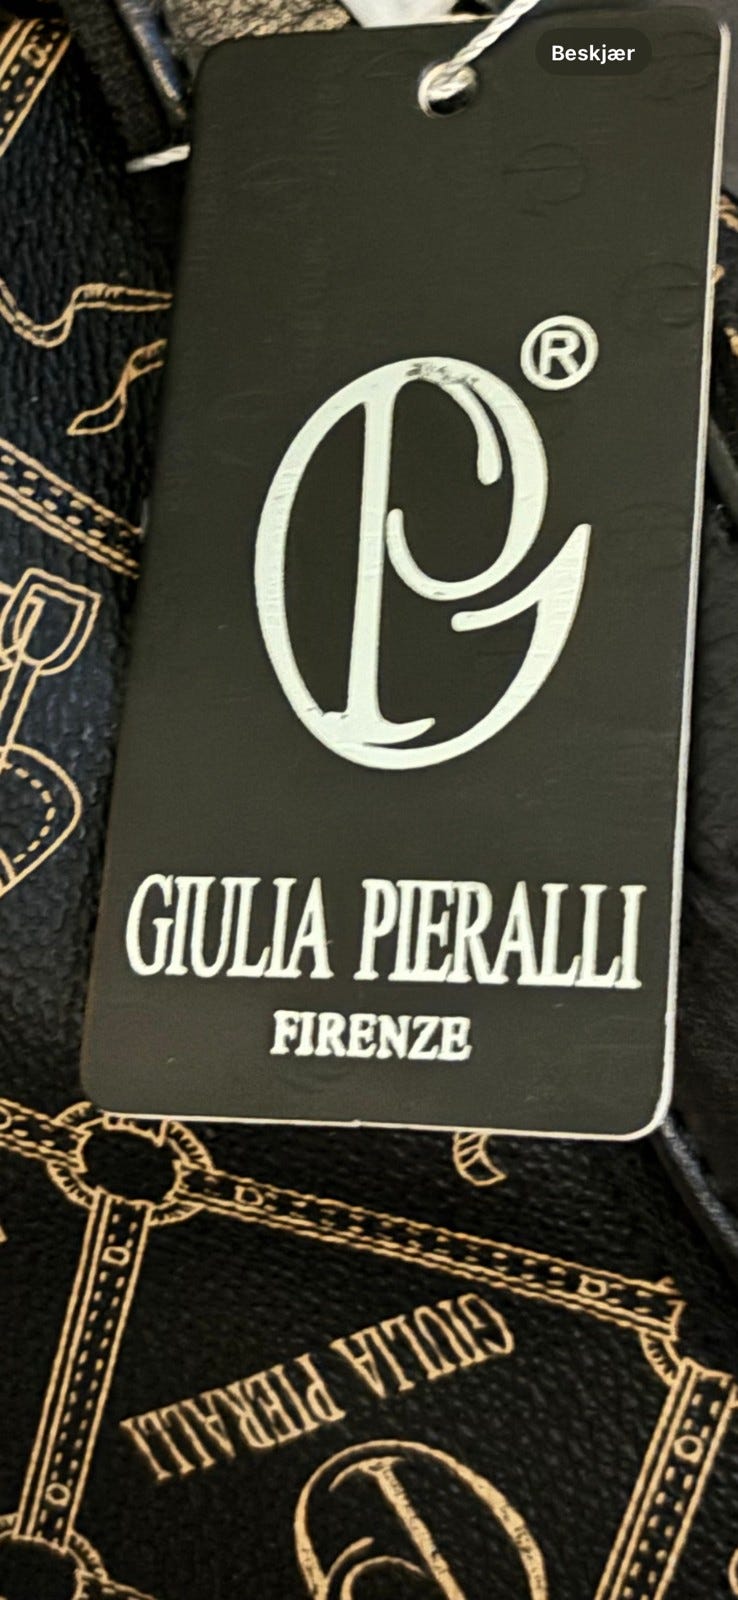 Beskjær
®
GIULIA PIERALLI
FIRENZE
GIULIA PIERALLI